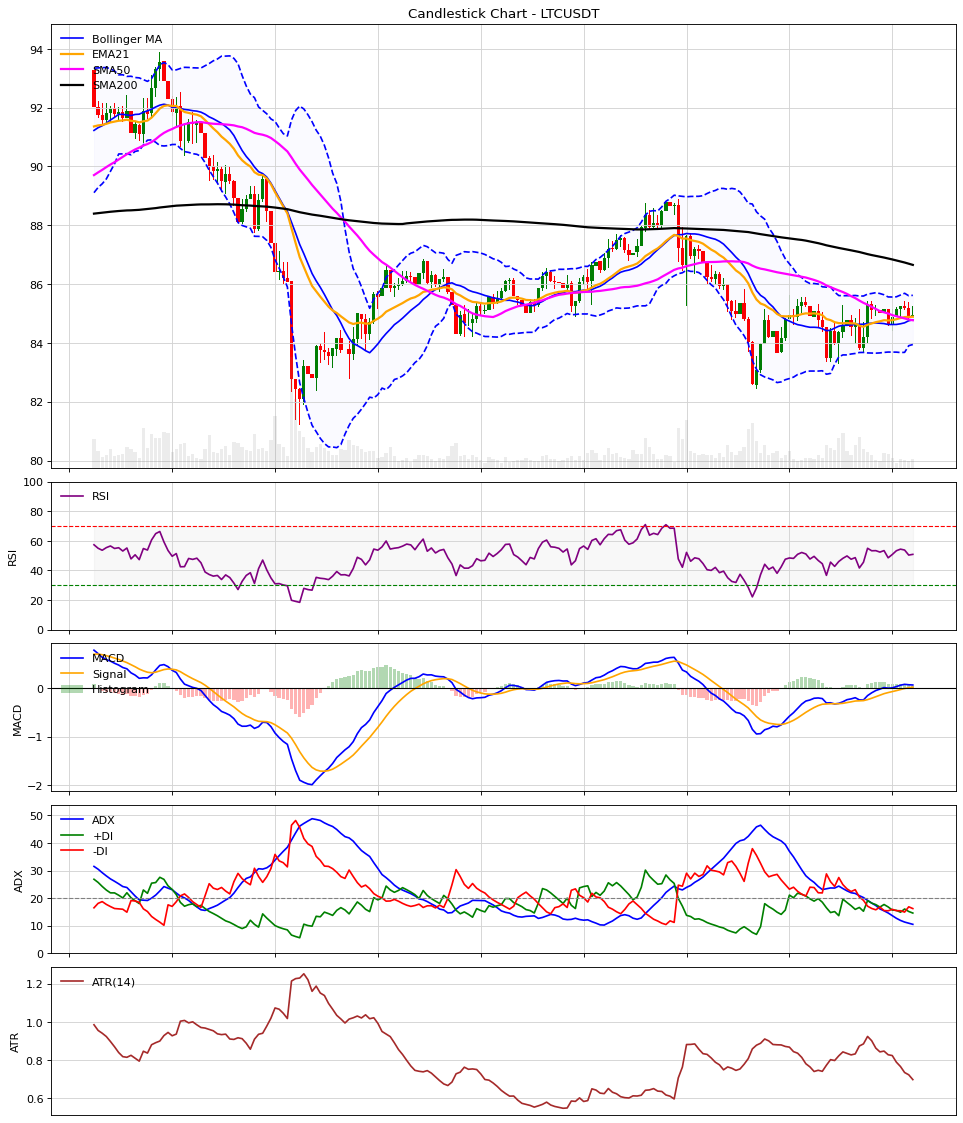 Candlestick Chart - LTCUSDT
Bollinger MA
EMA21
SMA50
SMA200
94
92
90
88
86
84
82
80
RSI
RSI
100
80
60
40
20
0
MACD
Signal
Histogram
MACD
0
−1
−2
ADX
+DI
-DI
ADX
50
40
30
20
10
0
ATR(14)
ATR
1.2
1.0
0.8
0.6